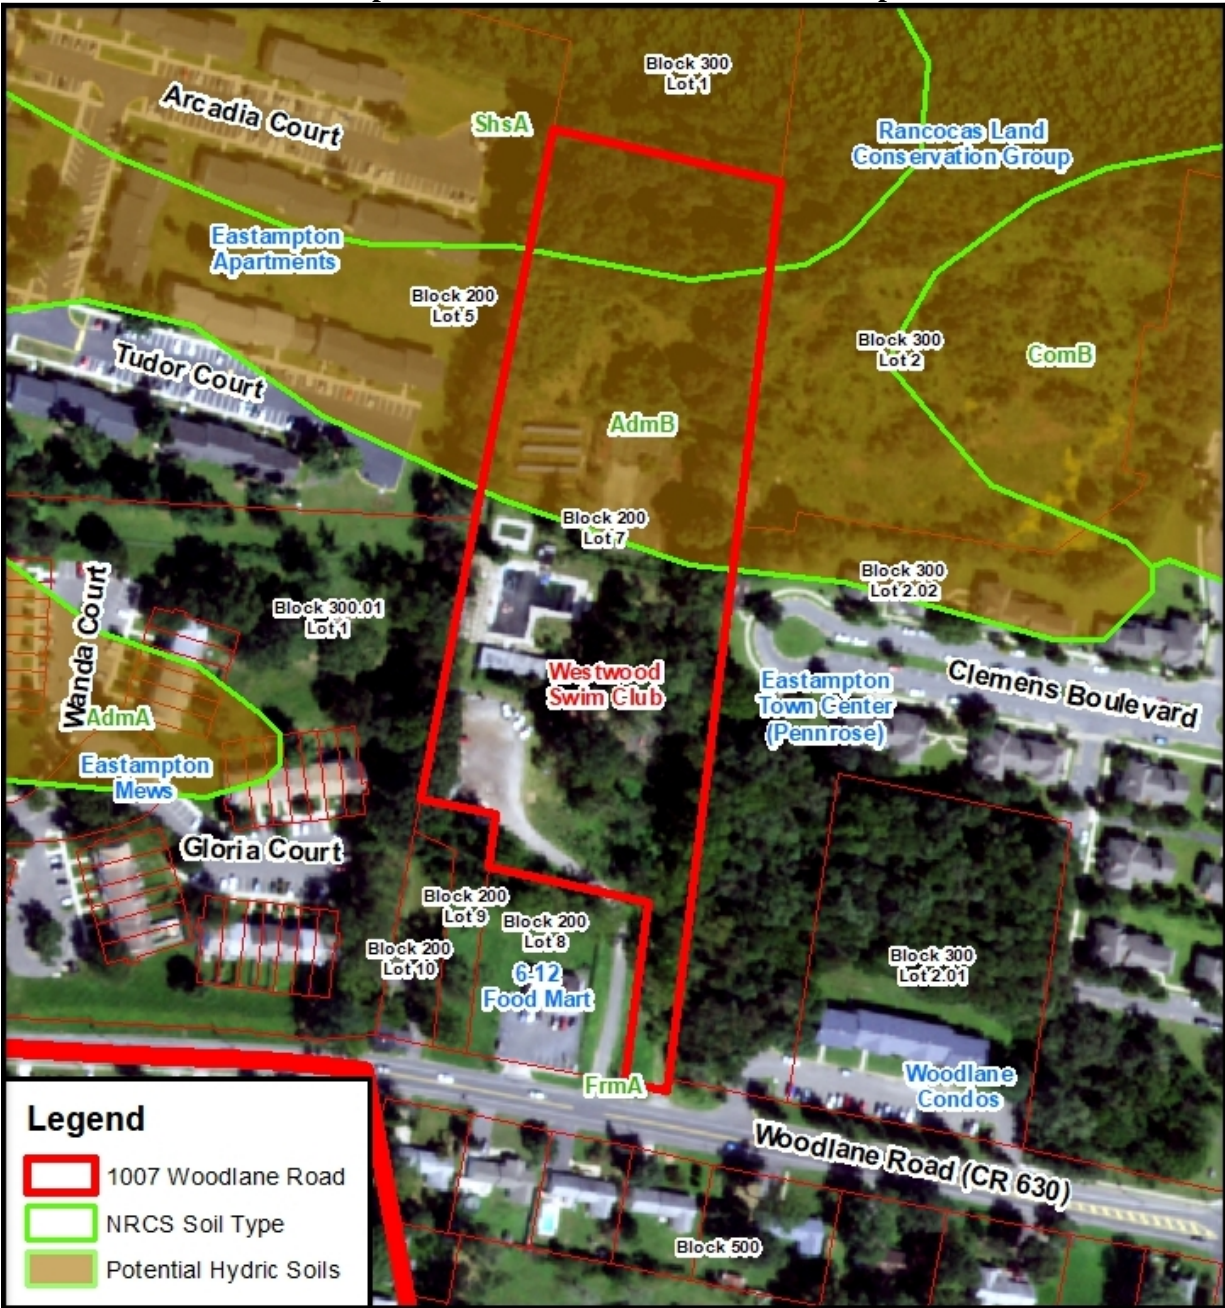 Block 300
Lot 1
Arcadia Court
ShsA
Rancocas Land
Conservation Group
Eastampton
Apartments
Block 200
Lot 5
Block 300
Lot 2
ComB
Tudor Court
AdmB
Block 200
Lot 7
Block 300
Lot 2.02
Wanda Court
Block 300.01
Lot 1
Westwood
Swim Club
Eastampton
Town Center
(Pennrose)
Clemens Boulevard
AdmA
Eastampton
Mews
Gloria Court
Block 200
Lot 9
Block 200
Lot 8
Block 200
Lot 10
6-12
Food Mart
Block 300
Lot 2.01
FrmA
Woodlane
Condos
Woodlane Road (CR 630)
Block 500
Legend
1007 Woodlane Road
NRCS Soil Type
Potential Hydric Soils